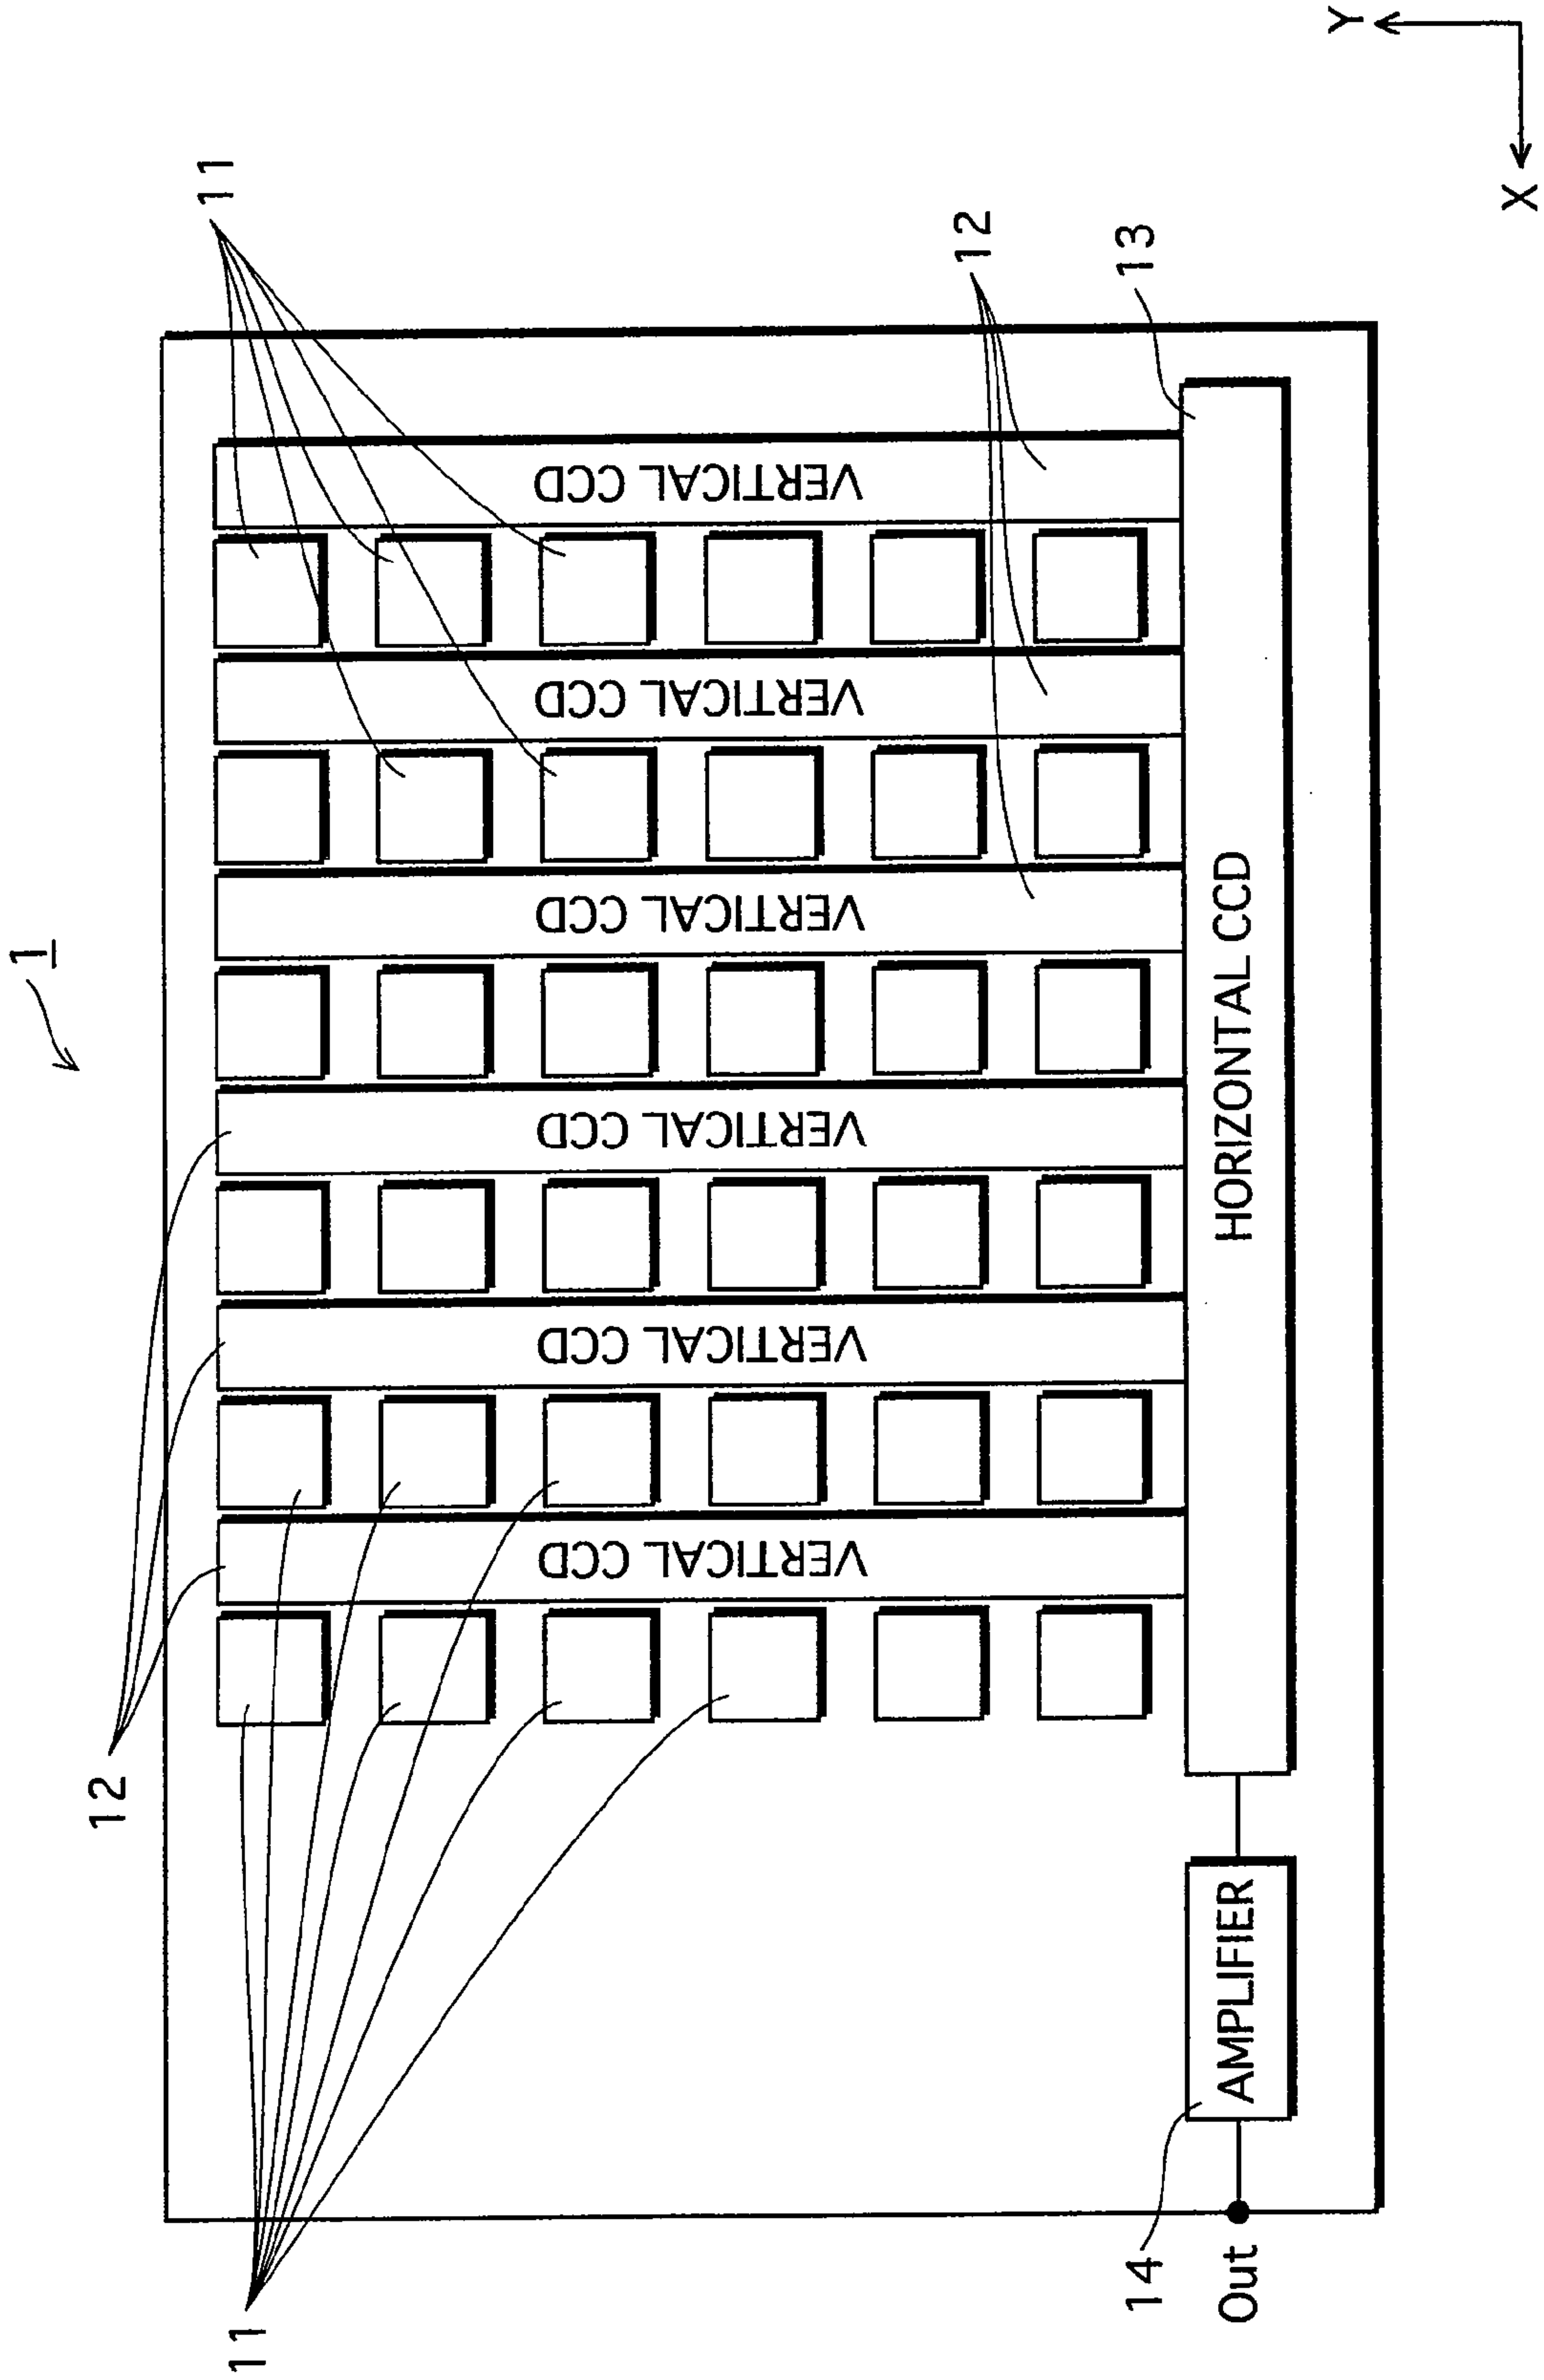 1
11
12
13
VERTICAL CCD
VERTICAL CCD
VERTICAL CCD
VERTICAL CCD
VERTICAL CCD
VERTICAL CCD
HORIZONTAL CCD
12
11
AMPLIFIER
14
Out
Y
X